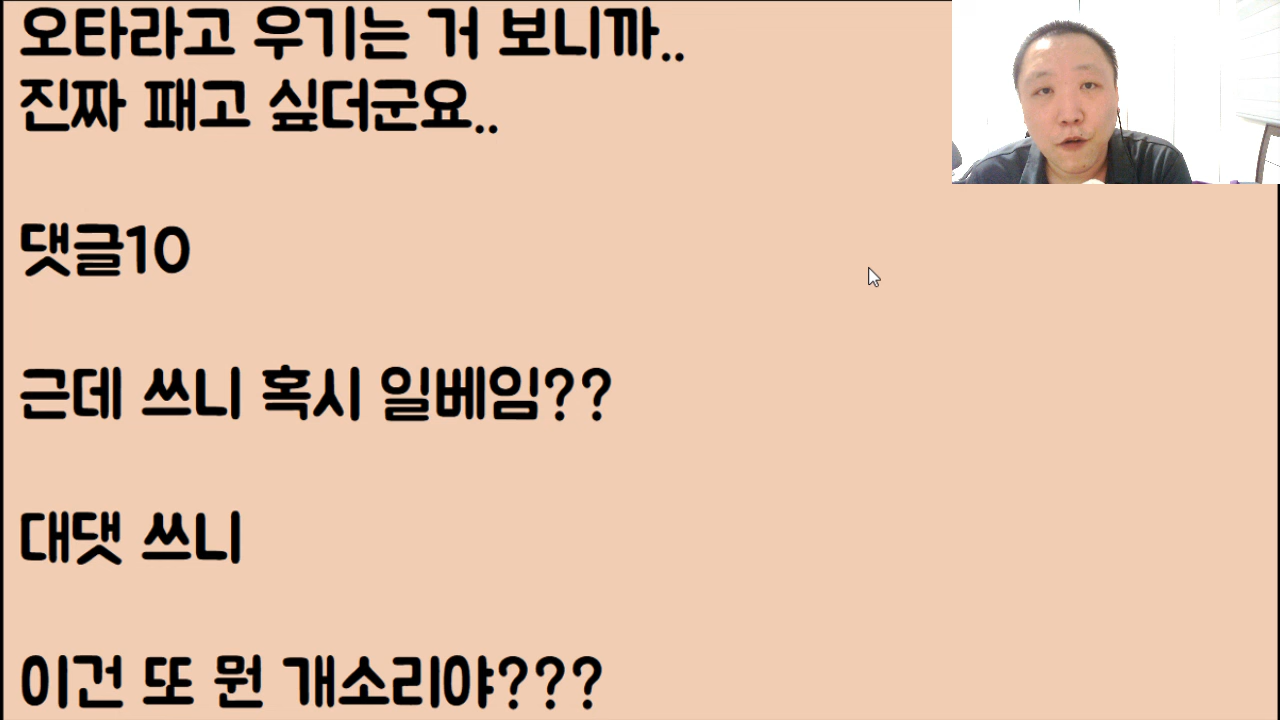 오타라고 우기는 거 보니까..
진짜 패고 싶더군요..
댓글10
근데 쓰니 혹시 일베임??
대댓 쓰니
이건 또 뭔 개소리야???